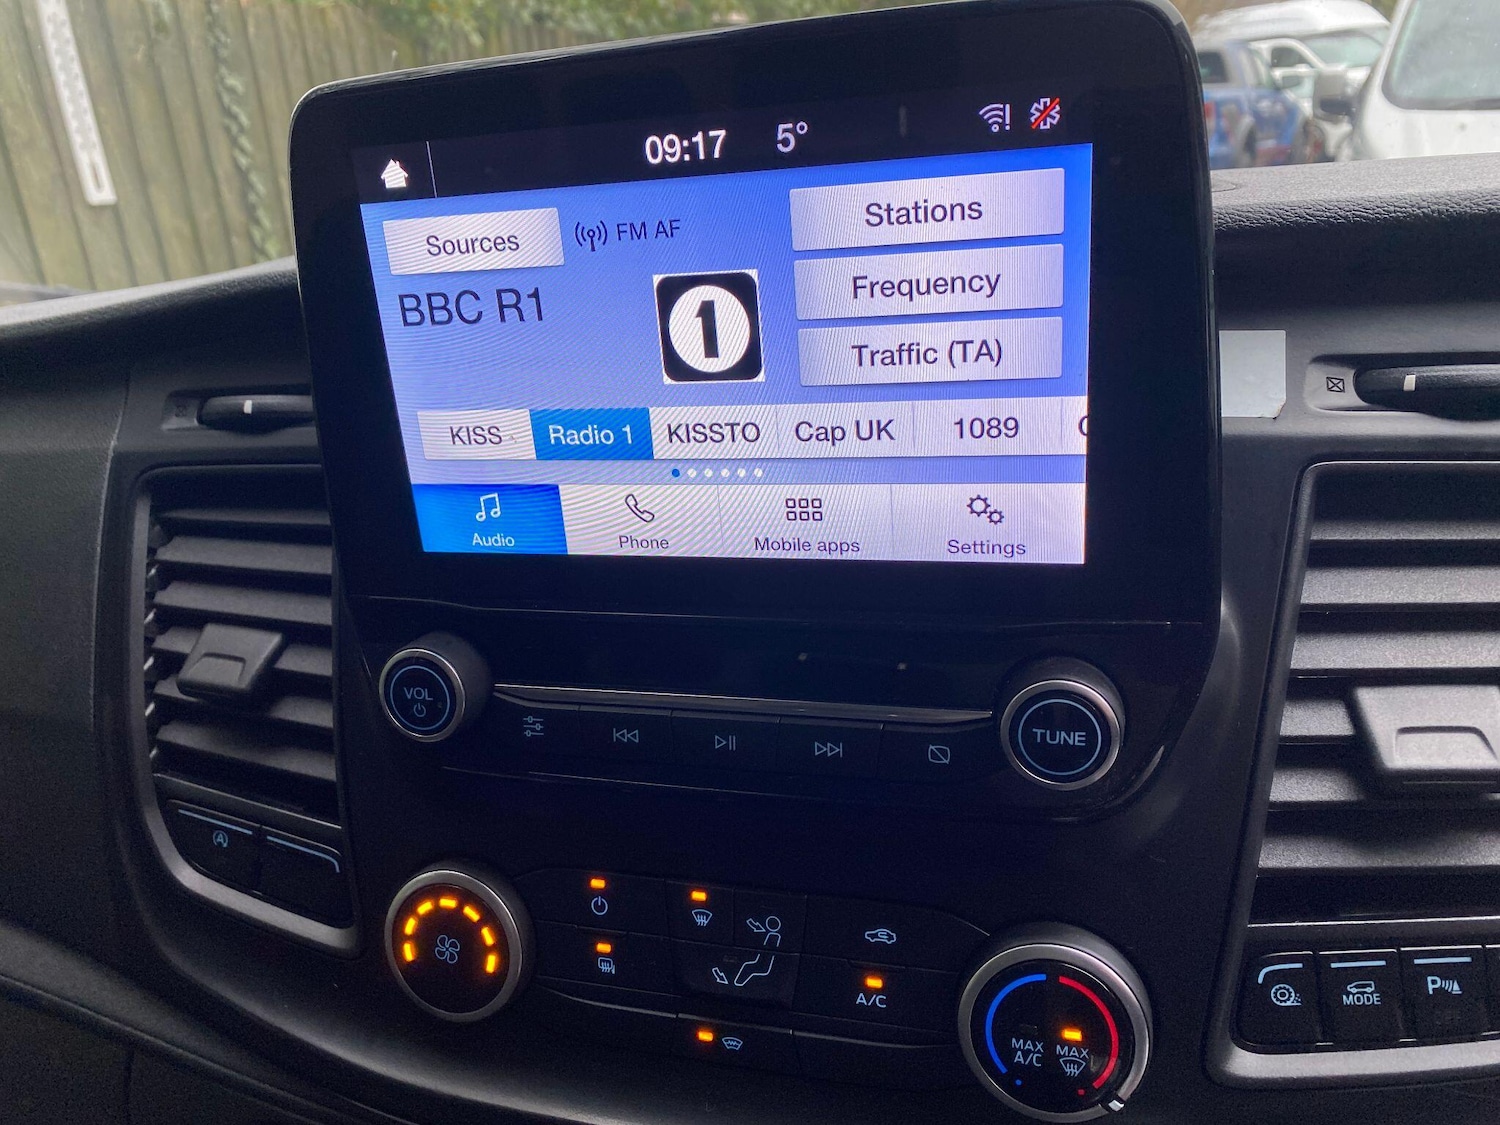 09:17 5°
Sources FM AF
BBC R1
1
Stations
Frequency
Traffic (TA)
KISS Radio 1 KISSTO Cap UK 1089
Audio Phone Mobile apps Settings
VOL
TUNE
A
A/C
MAX
A/C
MAX
MODE
P